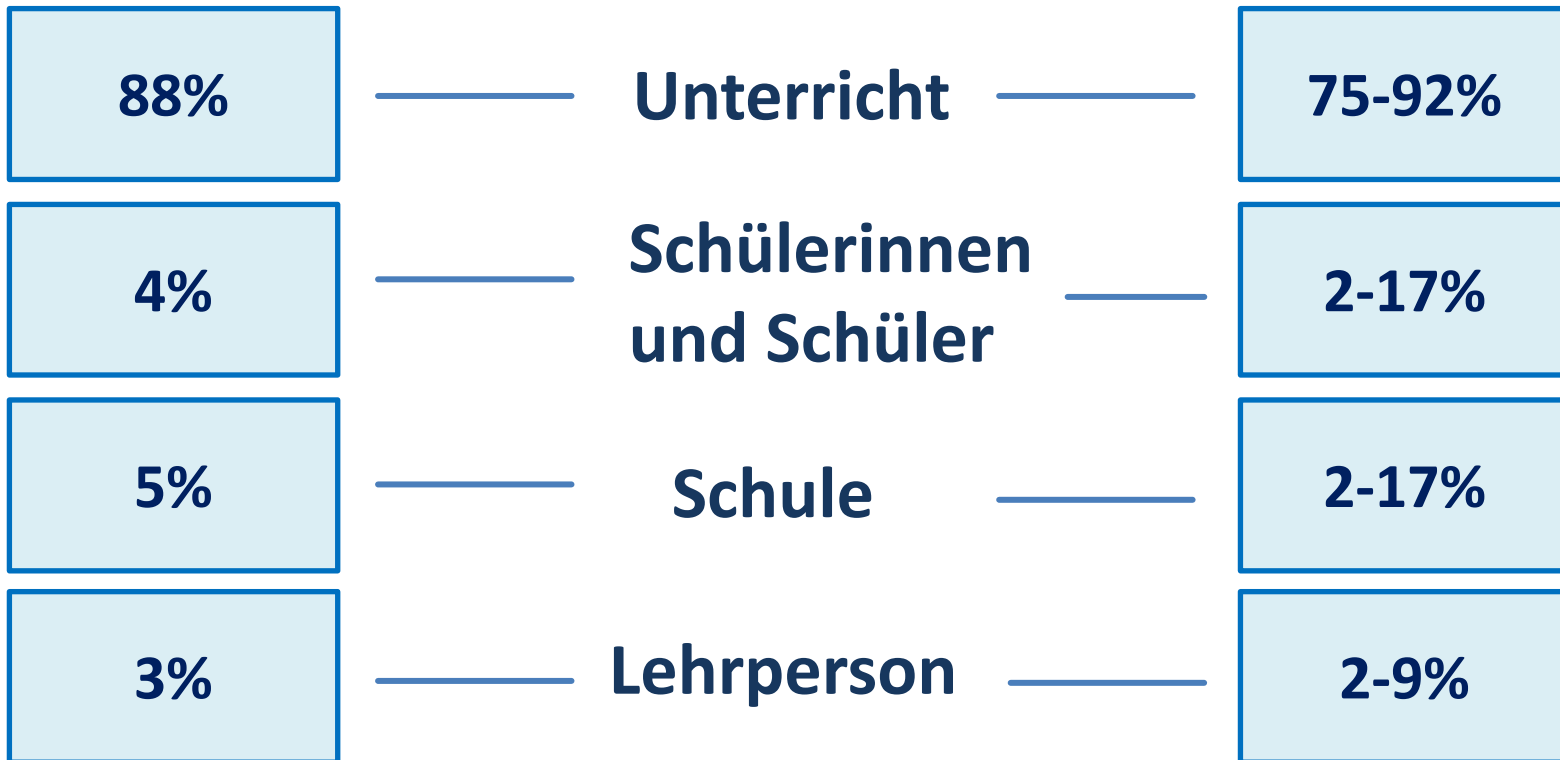 88%
Unterricht
75-92%
4%
Schülerinnen
und Schüler
2-17%
5%
Schule
2-17%
3%
Lehrperson
2-9%